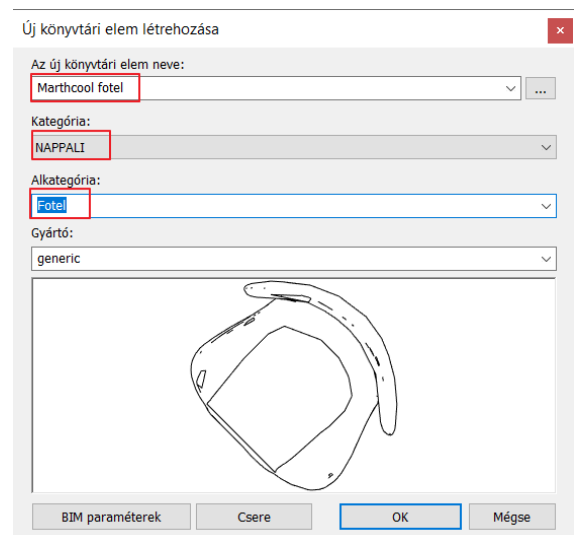 Új könyvtári elem létrehozása
×
Az új könyvtári elem neve:
Marthcool fotel
...
Kategória:
NAPPALI
Alkategória:
Fotel
Gyártó:
generic
BIM paraméterek Csere OK Mégse